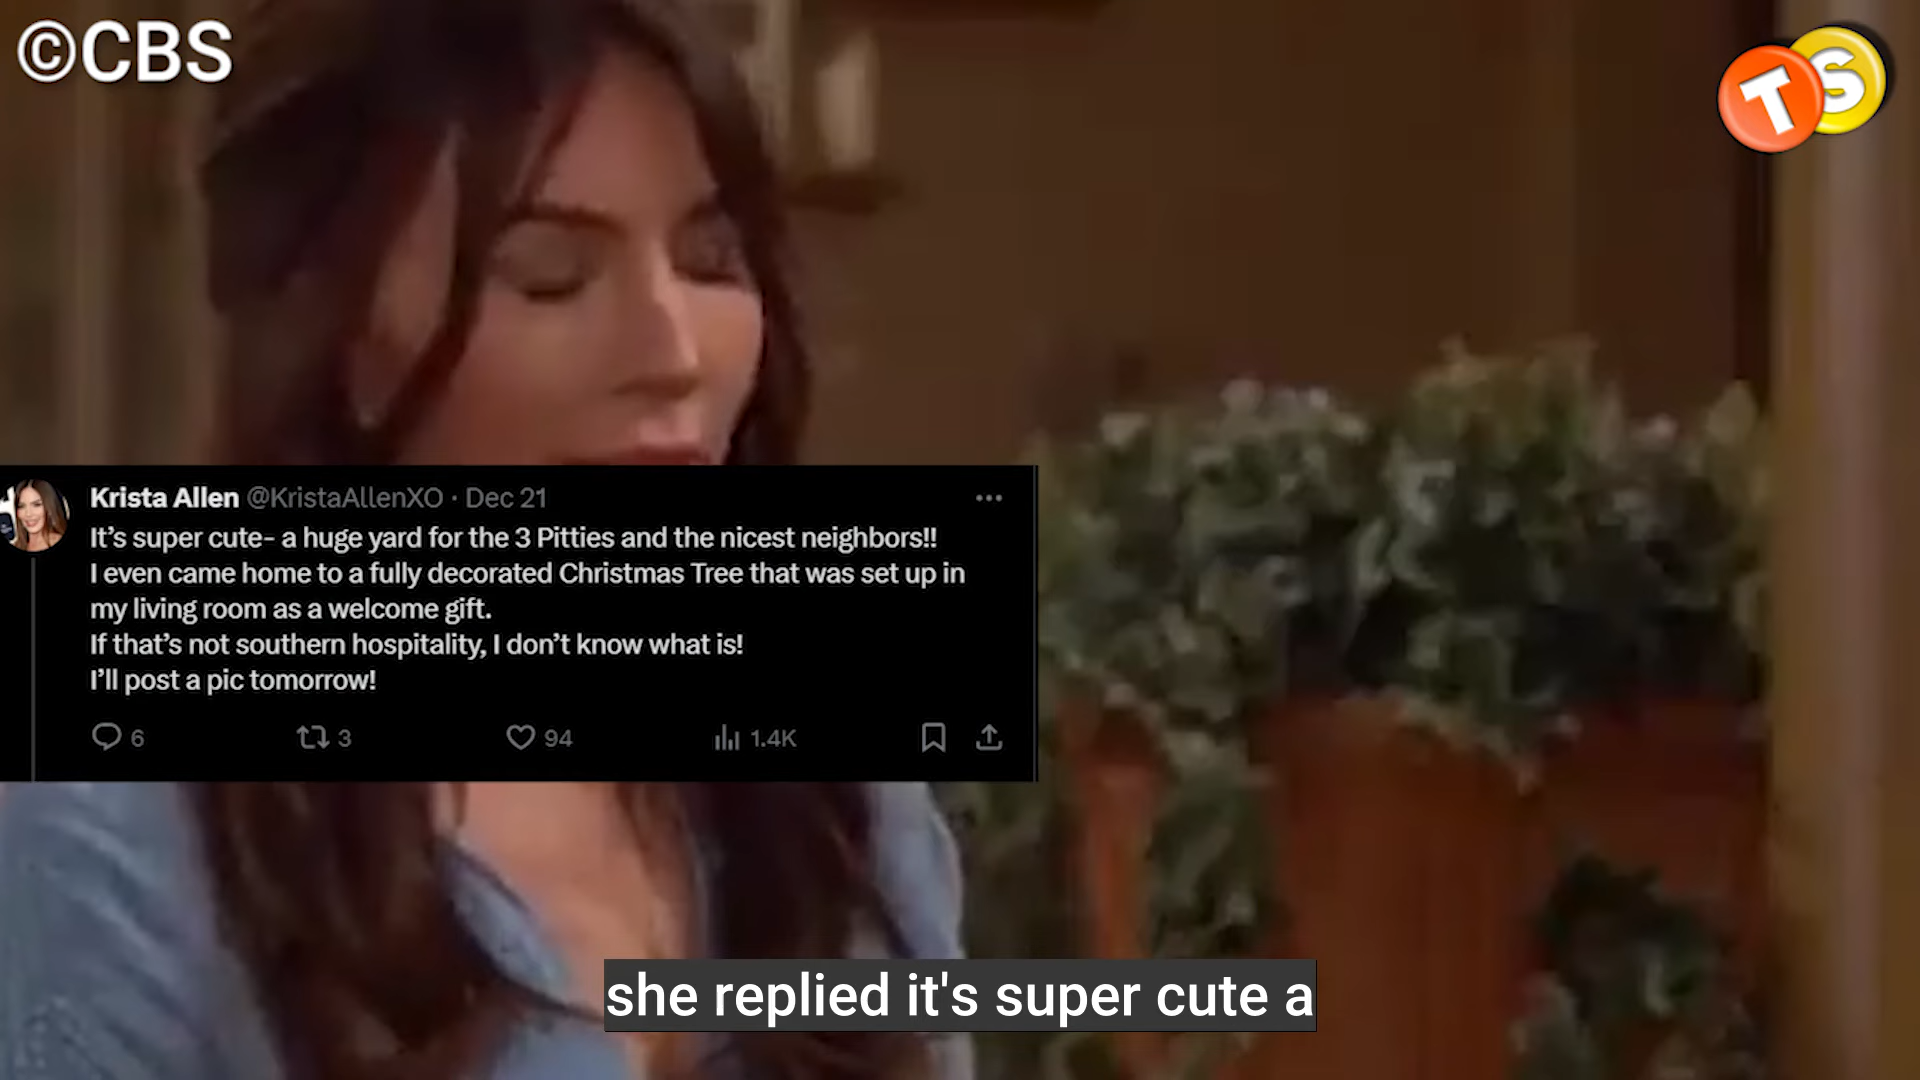 ©CBS
TS
Krista Allen @KristaAllenXO · Dec 21
It's super cute- a huge yard for the 3 Pitties and the nicest neighbors!!
I even came home to a fully decorated Christmas Tree that was set up in
my living room as a welcome gift.
If that's not southern hospitality, I don't know what is!
I'll post a pic tomorrow!
6 3 94 1.4K
she replied it's super cute a